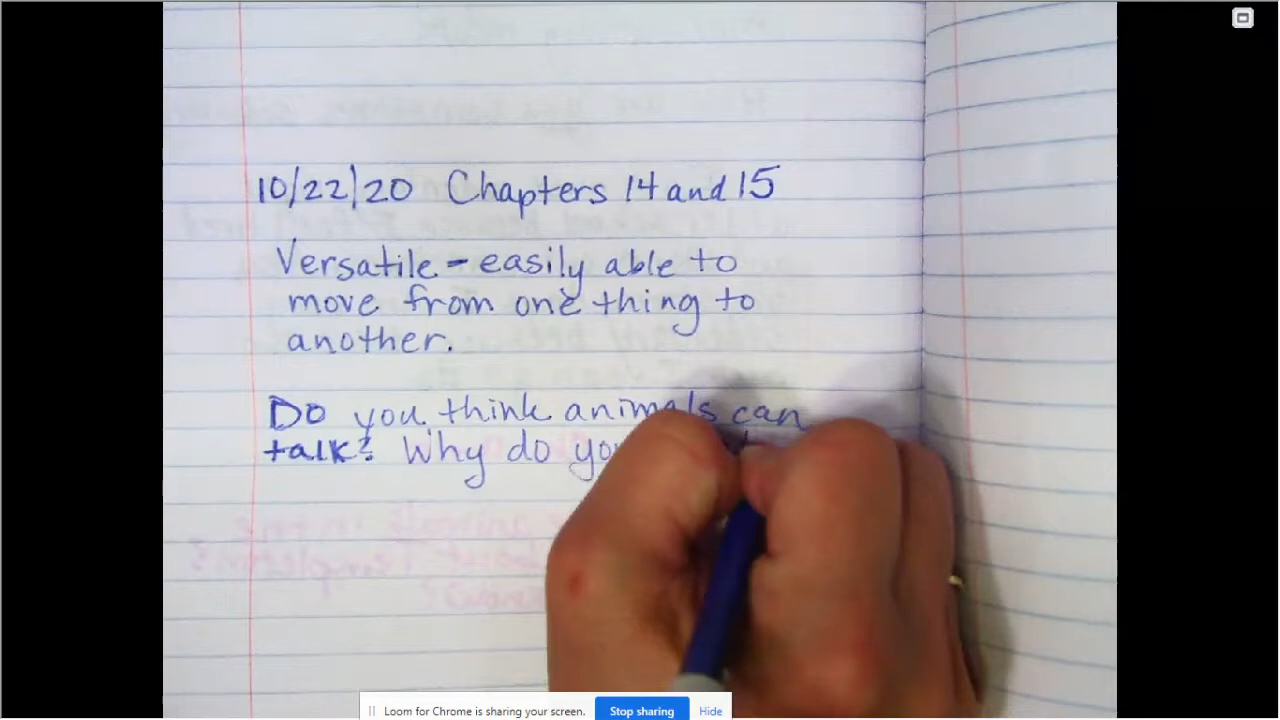 10/22/20 Chapters 14 and 15
Versatile - easily able to
move from one thing to
another.
Do you think animals can
talk? Why do you
Loom for Chrome is sharing your screen. Stop sharing Hide